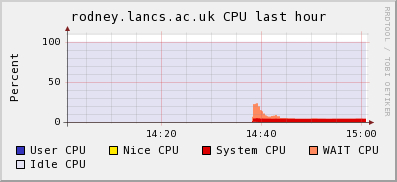 rodney.lancs.ac.uk CPU last hour
RRDTOOL / TOBI OETIKER
Percent
100
50
0
14:20 14:40 15:00
User CPU Nice CPU System CPU WAIT CPU
Idle CPU